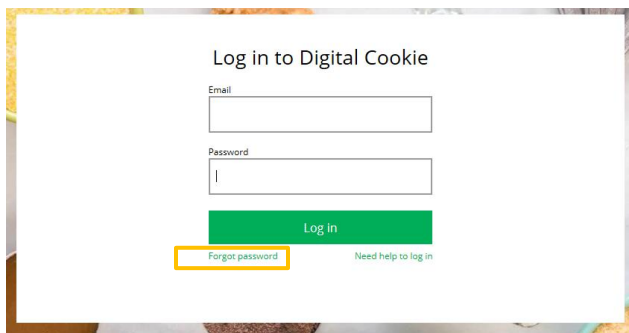 Log in to Digital Cookie
Email
Password
Log in
Forgot password Need help to log in